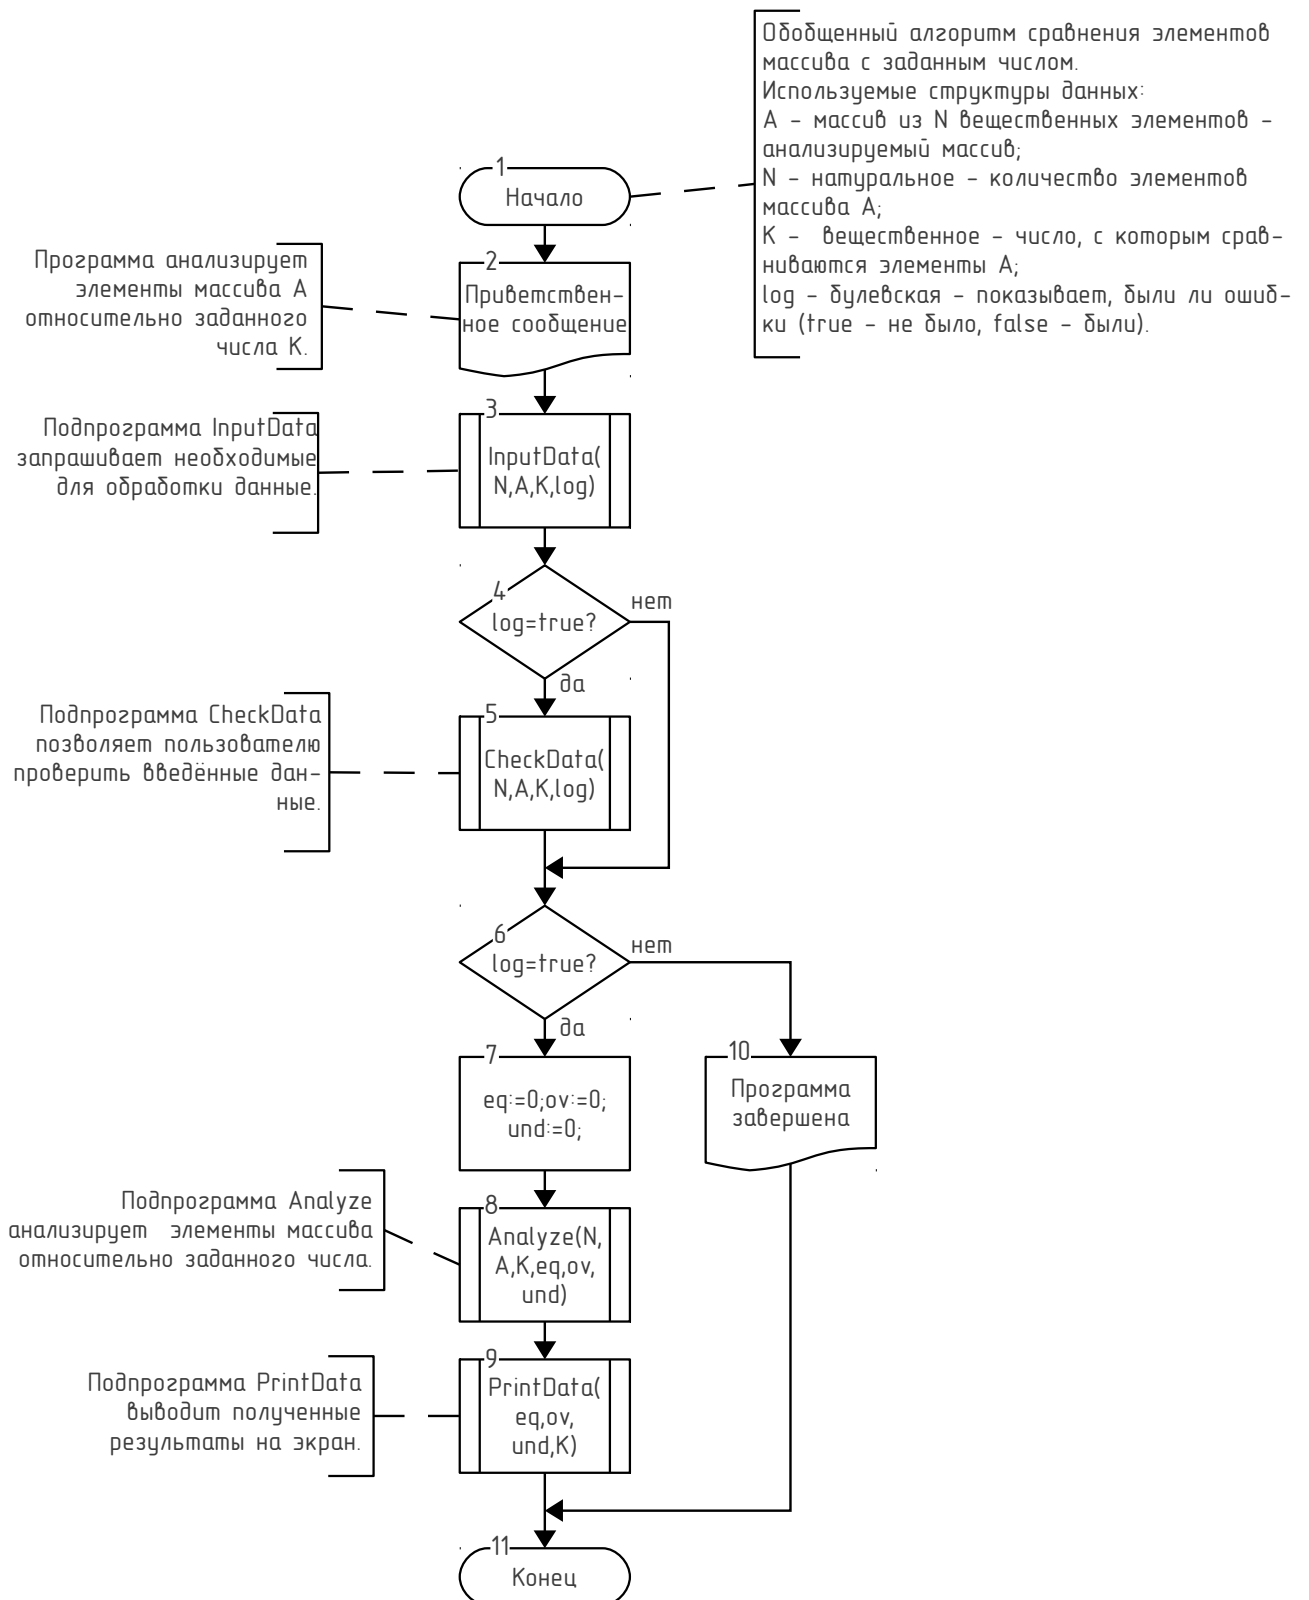 Обобщенный алгоритм сравнения элементов
массива с заданным числом.
Используемые структуры данных:
A – массив из N вещественных элементов –
анализируемый массив;
N – натуральное – количество элементов
массива A;
K –  вещественное – число, с которым срав–
ниваются элементы A;
log – булевская – показывает, были ли ошиб–
ки (true – не было, false – были).
1
Начало
Программа анализирует
элементы массива A
относительно заданного
числа K.
2
Приветствен–
ное сообщение
Подпрограмма InputData
запрашивает необходимые
для обработки данные.
3
InputData(
N,A,K,log)
4
log=true?
нет
да
Подпрограмма CheckData
позволяет пользователю
проверить введённые дан–
ные.
5
CheckData(
N,A,K,log)
6
log=true?
нет
да
7
eq:=0;ov:=0;
und:=0;
10
Программа
завершена
Подпрограмма Analyze
анализирует  элементы массива
относительно заданного числа.
8
Analyze(N,
A,K,eq,ov,
und)
Подпрограмма PrintData
выводит полученные
результаты на экран.
9
PrintData(
eq,ov,
und,K)
11
Конец